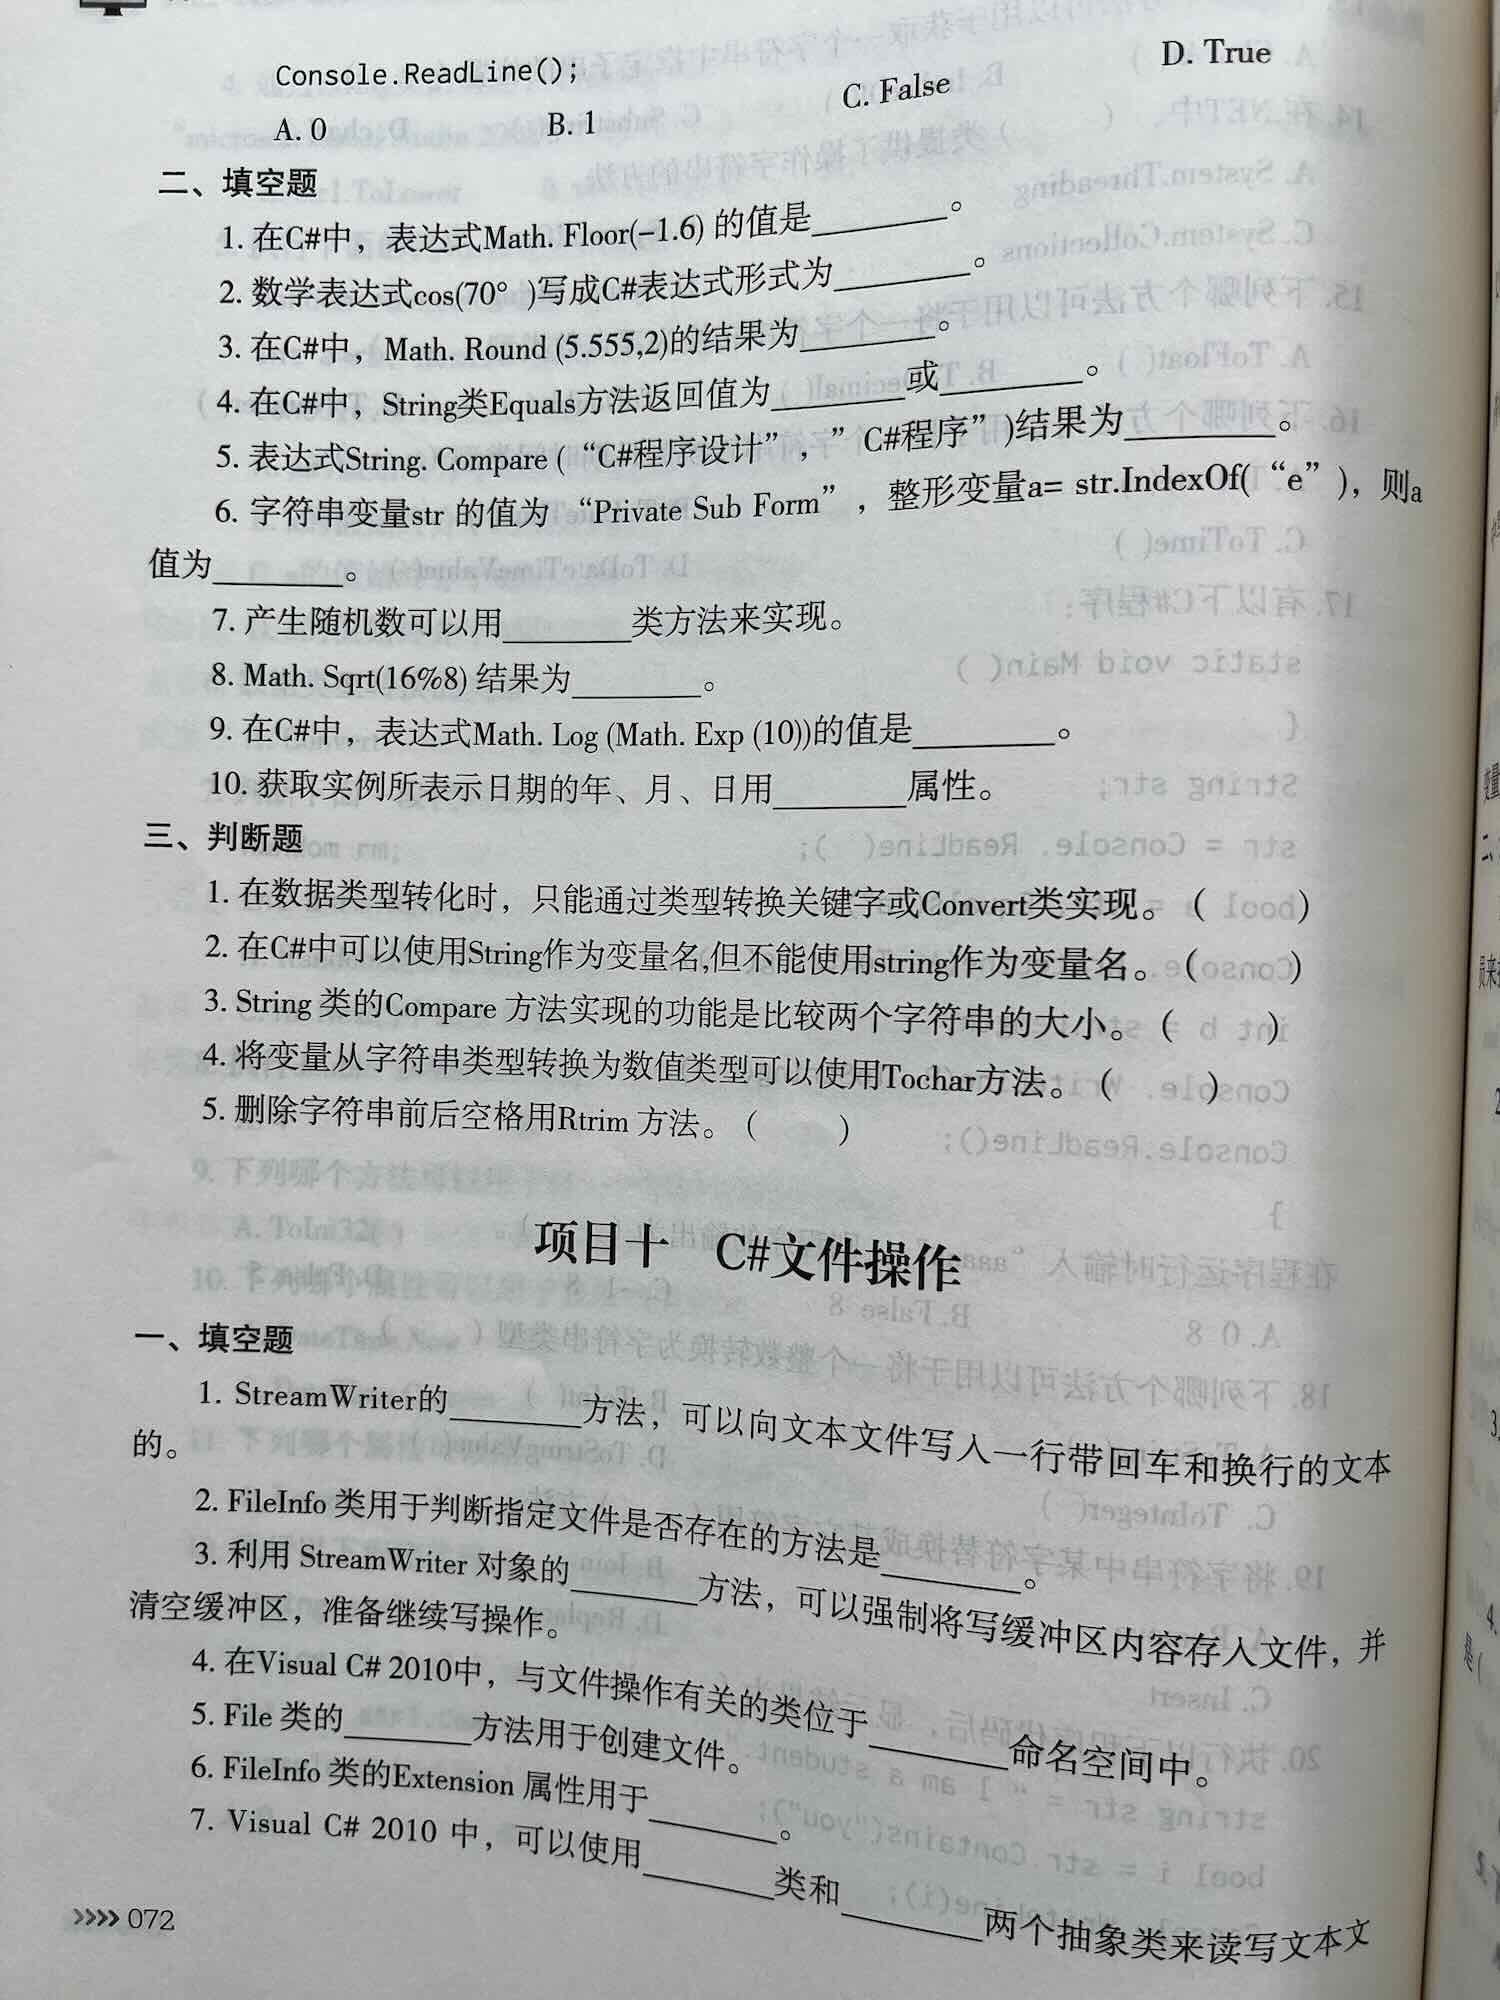 Console.ReadLine();
A. 0 B. 1 C. False D. True
二、填空题
1. 在C#中，表达式Math. Floor(-1.6) 的值是________。
2. 数学表达式cos(70° )写成C#表达式形式为________。
3. 在C#中，Math. Round (5.555,2)的结果为________。
4. 在C#中，String类Equals方法返回值为________或________。
5. 表达式String. Compare (“C#程序设计”,” C#程序” )结果为________。
6. 字符串变量str 的值为 “Private Sub Form”，整形变量a= str.IndexOf( “e” )，则a
值为________。
7. 产生随机数可以用________类方法来实现。
8. Math. Sqrt(16%8) 结果为________。
9. 在C#中，表达式Math. Log (Math. Exp (10))的值是________。
10. 获取实例所表示日期的年、月、日用________属性。
三、判断题
1. 在数据类型转化时，只能通过类型转换关键字或Convert类实现。（ ）
2. 在C#中可以使用String作为变量名,但不能使用string作为变量名。（ ）
3. String 类的Compare 方法实现的功能是比较两个字符串的大小。（ ）
4. 将变量从字符串类型转换为数值类型可以使用Tochar方法。（ ）
5. 删除字符串前后空格用Rtrim 方法。（ ）
项目十 C#文件操作
一、填空题
1. StreamWriter的________方法，可以向文本文件写入一行带回车和换行的文本
的。
2. FileInfo 类用于判断指定文件是否存在的方法是________。
3. 利用 StreamWriter 对象的________方法，可以强制将写缓冲区内容存入文件，并
清空缓冲区，准备继续写操作。
4. 在Visual C# 2010中，与文件操作有关的类位于________命名空间中。
5. File 类的________方法用于创建文件。
6. FileInfo 类的Extension 属性用于________。
7. Visual C# 2010 中，可以使用________类和________两个抽象类来读写文本文
072